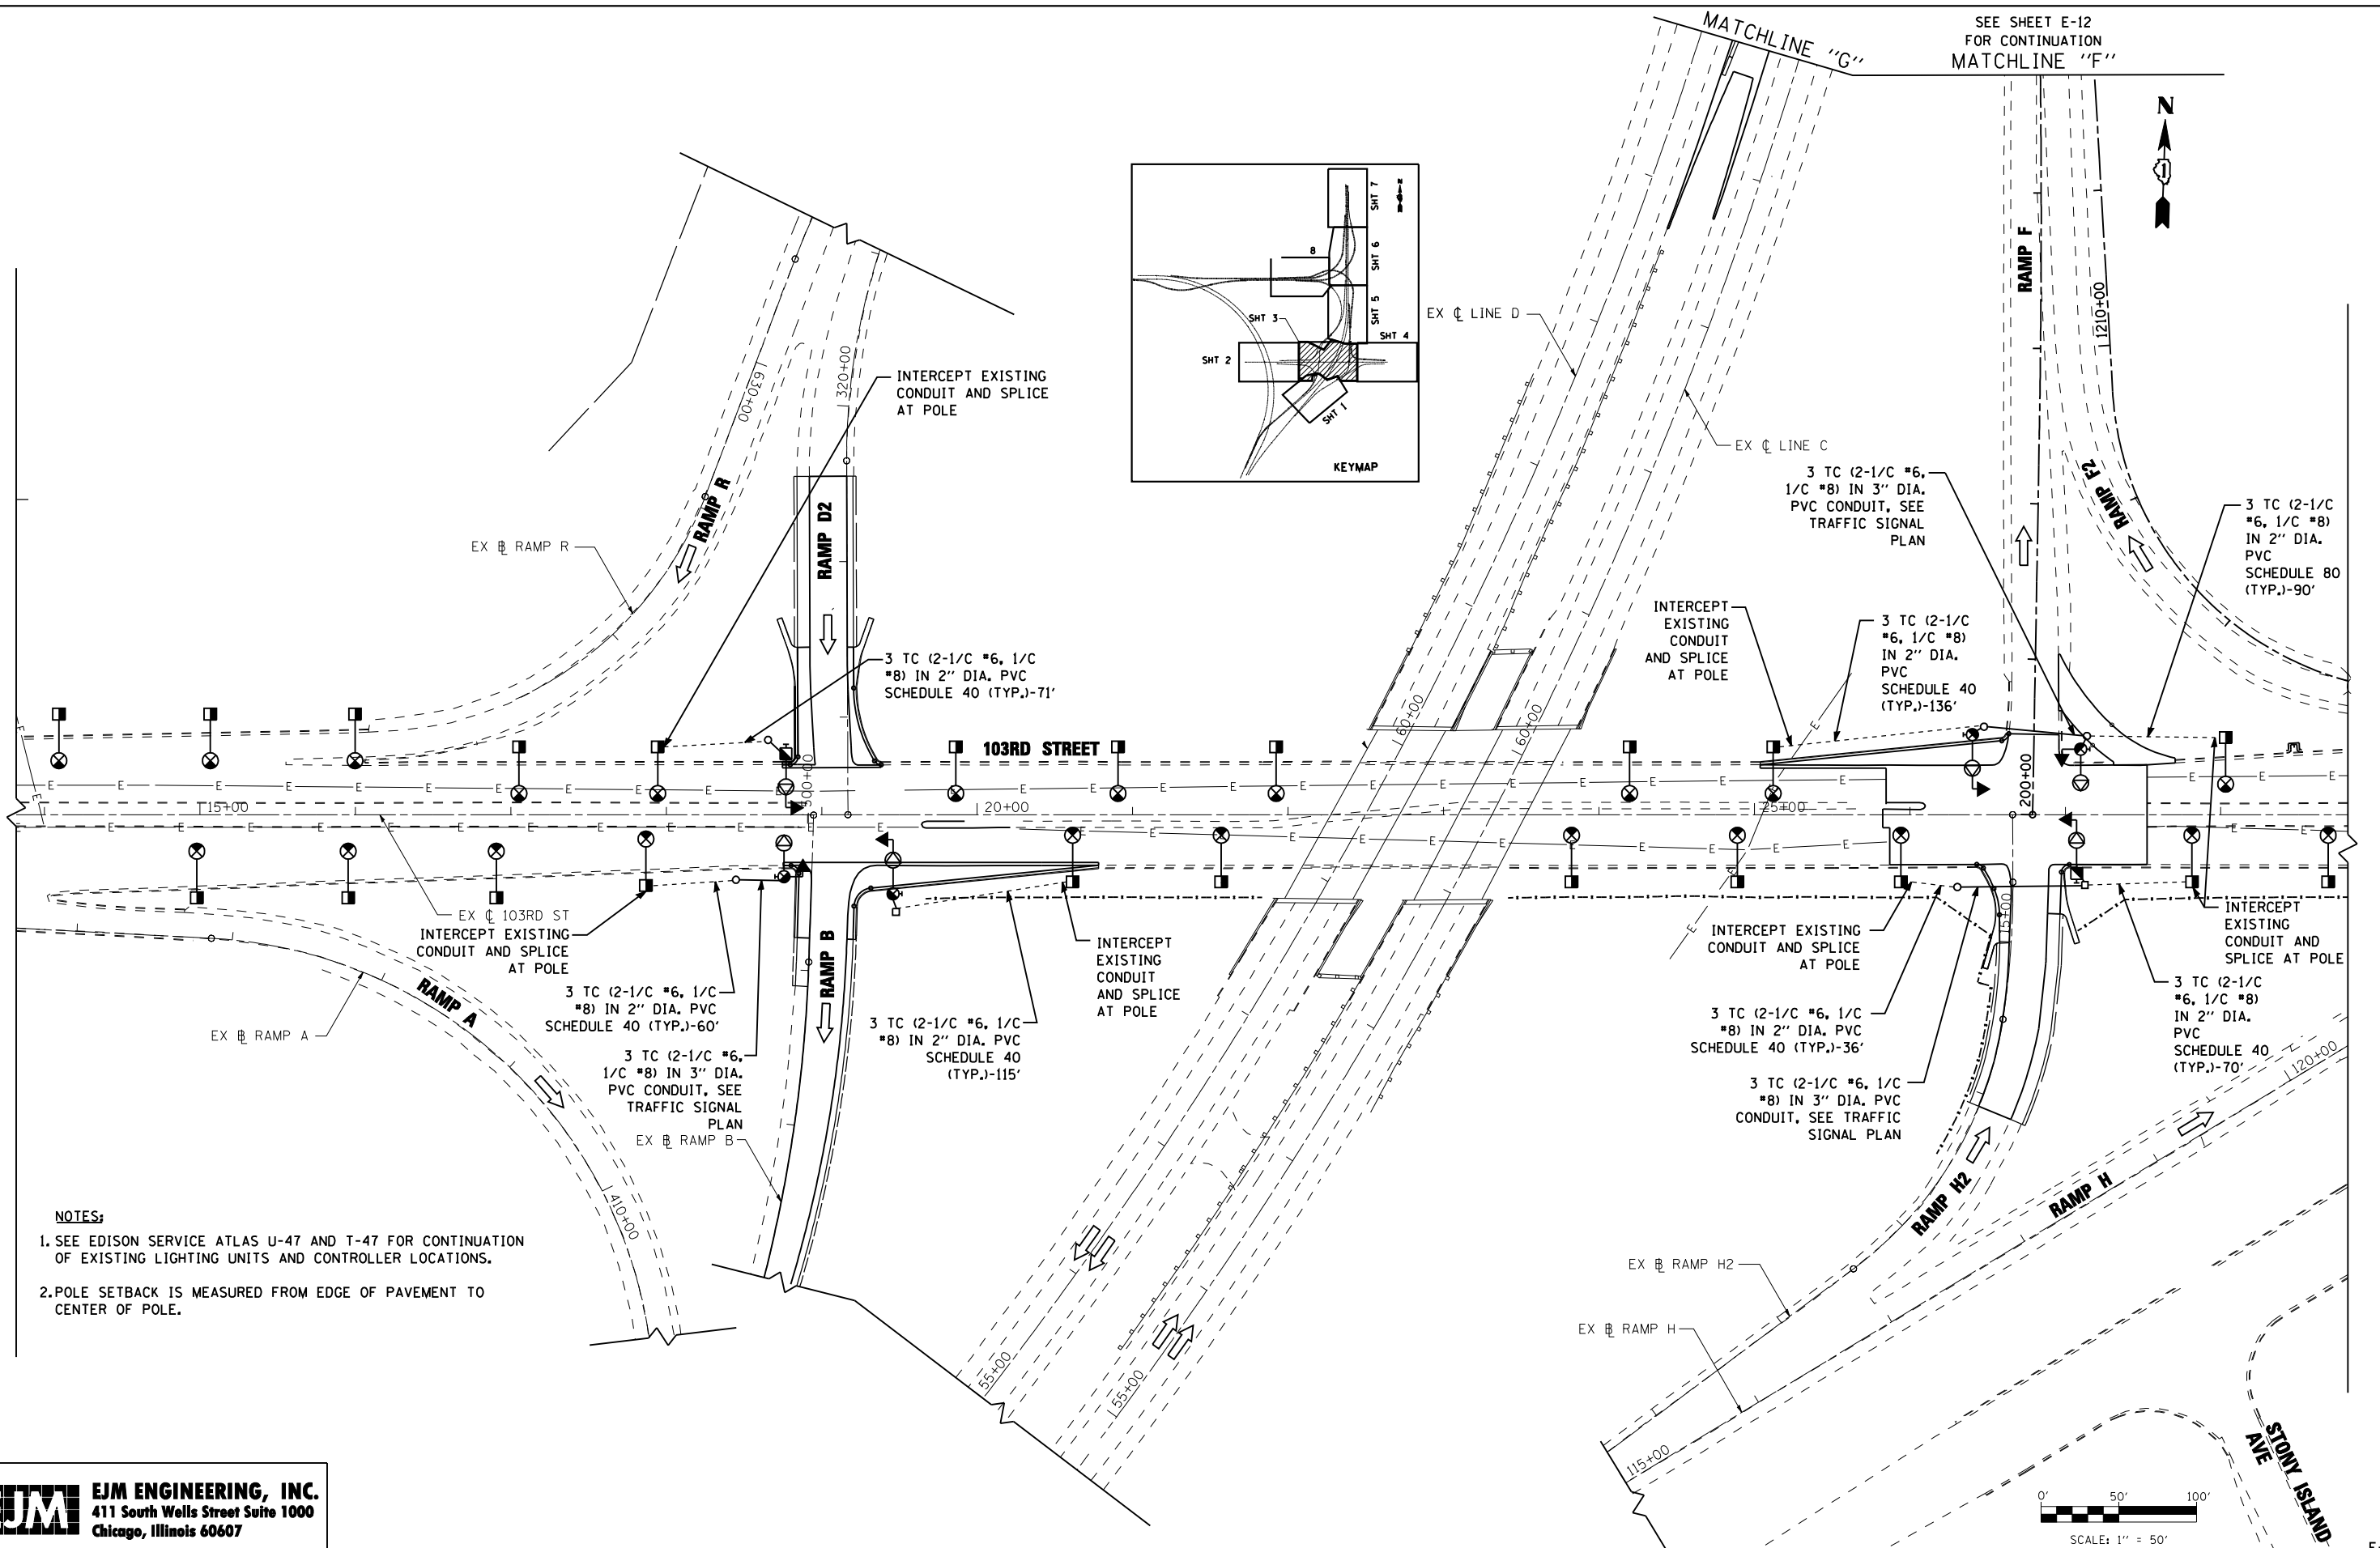 MATCHLINE "G"
SEE SHEET E-12
FOR CONTINUATION
MATCHLINE "F"
N
1
SHT 7
N
8
SHT 6
SHT 5
SHT 3
SHT 4
SHT 2
SHT 1
KEYMAP
EX ℄ LINE D
EX ℄ LINE C
RAMP F
1210+00
RAMP F2
630+00
320+00
INTERCEPT EXISTING
CONDUIT AND SPLICE
AT POLE
RAMP R
RAMP D2
EX B͟L RAMP R
3 TC (2-1/C #6,
1/C #8) IN 3" DIA.
PVC CONDUIT, SEE
TRAFFIC SIGNAL
PLAN
3 TC (2-1/C
#6, 1/C #8)
IN 2" DIA.
PVC
SCHEDULE 80
(TYP.)-90'
INTERCEPT
EXISTING
CONDUIT
AND SPLICE
AT POLE
3 TC (2-1/C
#6, 1/C #8)
IN 2" DIA.
PVC
SCHEDULE 40
(TYP.)-136'
3 TC (2-1/C #6, 1/C
#8) IN 2" DIA. PVC
SCHEDULE 40 (TYP.)-71'
103RD STREET
60+00
60+00
15+00
500+00
20+00
25+00
200+00
EX ℄ 103RD ST
INTERCEPT EXISTING
CONDUIT AND SPLICE
AT POLE
RAMP A
EX B͟L RAMP A
3 TC (2-1/C #6, 1/C
#8) IN 2" DIA. PVC
SCHEDULE 40 (TYP.)-60'
3 TC (2-1/C #6,
1/C #8) IN 3" DIA.
PVC CONDUIT, SEE
TRAFFIC SIGNAL
PLAN
EX B͟L RAMP B
RAMP B
3 TC (2-1/C #6, 1/C
#8) IN 2" DIA. PVC
SCHEDULE 40
(TYP.)-115'
INTERCEPT
EXISTING
CONDUIT
AND SPLICE
AT POLE
INTERCEPT EXISTING
CONDUIT AND SPLICE
AT POLE
115+00
INTERCEPT
EXISTING
CONDUIT AND
SPLICE AT POLE
3 TC (2-1/C #6, 1/C
#8) IN 2" DIA. PVC
SCHEDULE 40 (TYP.)-36'
3 TC (2-1/C #6, 1/C
#8) IN 3" DIA. PVC
CONDUIT, SEE TRAFFIC
SIGNAL PLAN
3 TC (2-1/C
#6, 1/C #8)
IN 2" DIA.
PVC
SCHEDULE 40
(TYP.)-70'
120+00
RAMP H2
RAMP H
410+00
EX B͟L RAMP H2
EX B͟L RAMP H
55+00
55+00
115+00
STONY ISLAND
AVE
NOTES:
1. SEE EDISON SERVICE ATLAS U-47 AND T-47 FOR CONTINUATION
OF EXISTING LIGHTING UNITS AND CONTROLLER LOCATIONS.
2. POLE SETBACK IS MEASURED FROM EDGE OF PAVEMENT TO
CENTER OF POLE.
EJM ENGINEERING, INC.
411 South Wells Street Suite 1000
Chicago, Illinois 60607
0' 50' 100'
SCALE: 1" = 50'